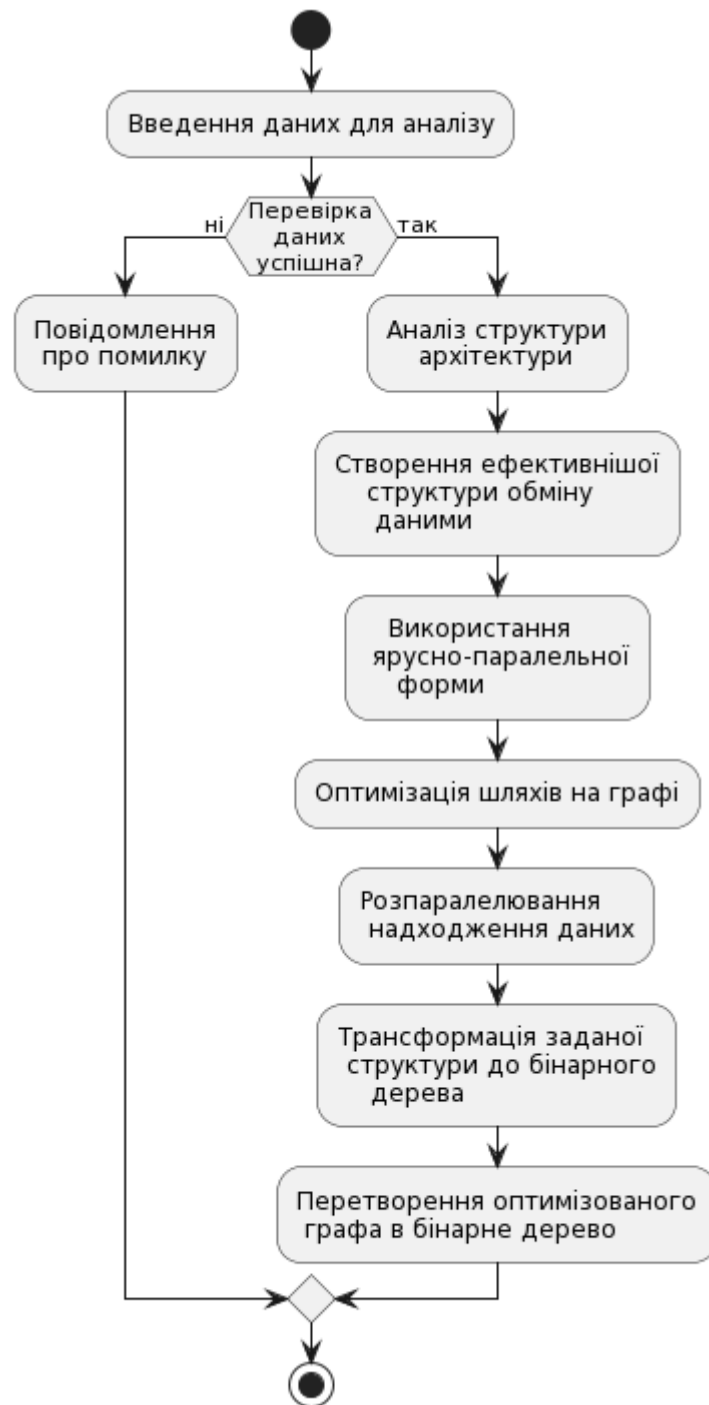 Введення даних для аналізу
Перевірка
даних
успішна?
ні
так
Повідомлення
про помилку
Аналіз структури
архітектури
Створення ефективнішої
структури обміну
даними
Використання
ярусно-паралельної
форми
Оптимізація шляхів на графі
Розпаралелювання
надходження даних
Трансформація заданої
структури до бінарного
дерева
Перетворення оптимізованого
графа в бінарне дерево